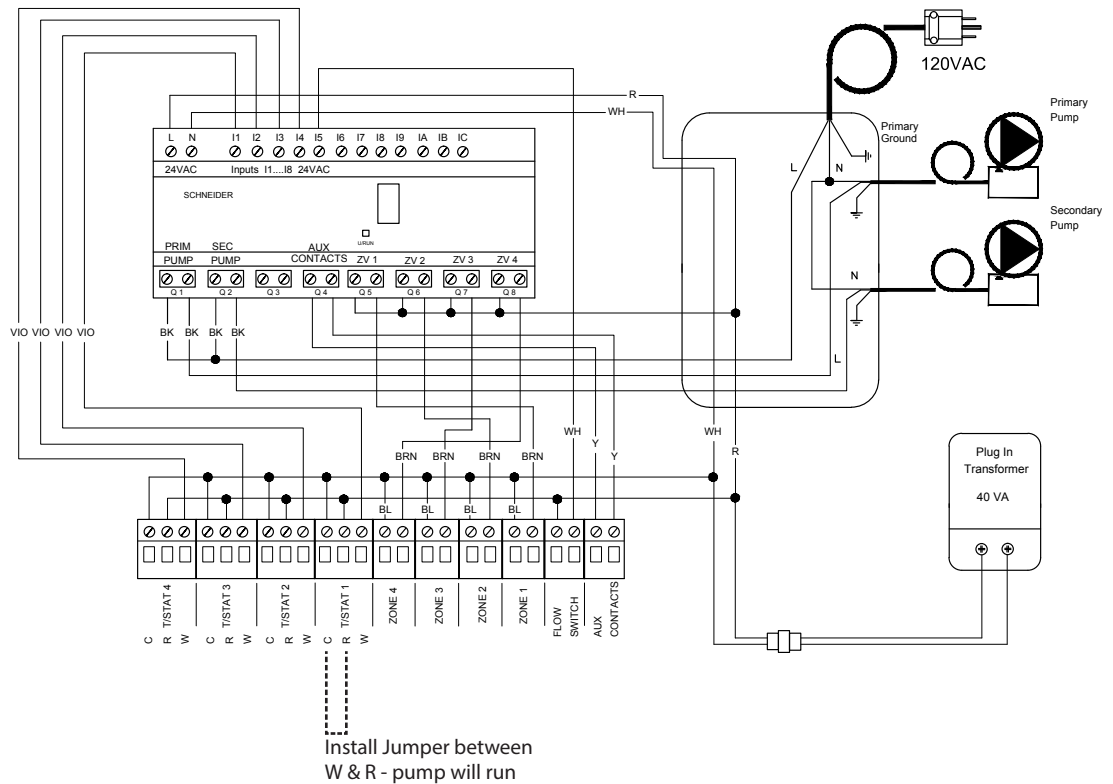 120VAC
R
WH
Primary
Pump
Primary
Ground
L N I1 I2 I3 I4 I5 I6 I7 I8 I9 IA IB IC
24VAC Inputs I1....I8 24VAC
L
N
SCHNEIDER
Secondary
Pump
U/RUN
PRIM SEC AUX
PUMP PUMP CONTACTS ZV 1 ZV 2 ZV 3 ZV 4
Q 1 Q 2 Q 3 Q 4 Q 5 Q 6 Q 7 Q 8
N
VIO VIO VIO VIO
BK BK BK BK
L
WH
Y
WH
R
BRN BRN BRN BRN
Y
BL BL BL BL
Plug In
Transformer
40 VA
T/STAT 4
T/STAT 3
T/STAT 2
T/STAT 1
ZONE 4
ZONE 3
ZONE 2
ZONE 1
FLOW
SWITCH
AUX
CONTACTS
C R W C R W C R W C R W
Install Jumper between
W & R - pump will run